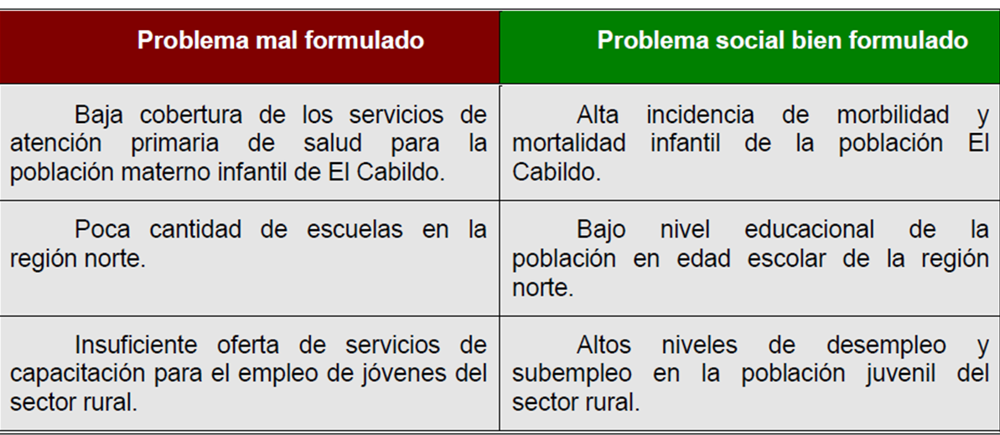 Problema mal formulado
Problema social bien formulado
Baja cobertura de los servicios de
atención primaria de salud para la
población materno infantil de El Cabildo.
Alta incidencia de morbilidad y
mortalidad infantil de la población El
Cabildo.
Poca cantidad de escuelas en la
región norte.
Bajo nivel educacional de la
población en edad escolar de la región
norte.
Insuficiente oferta de servicios de
capacitación para el empleo de jóvenes del
sector rural.
Altos niveles de desempleo y
subempleo en la población juvenil del
sector rural.